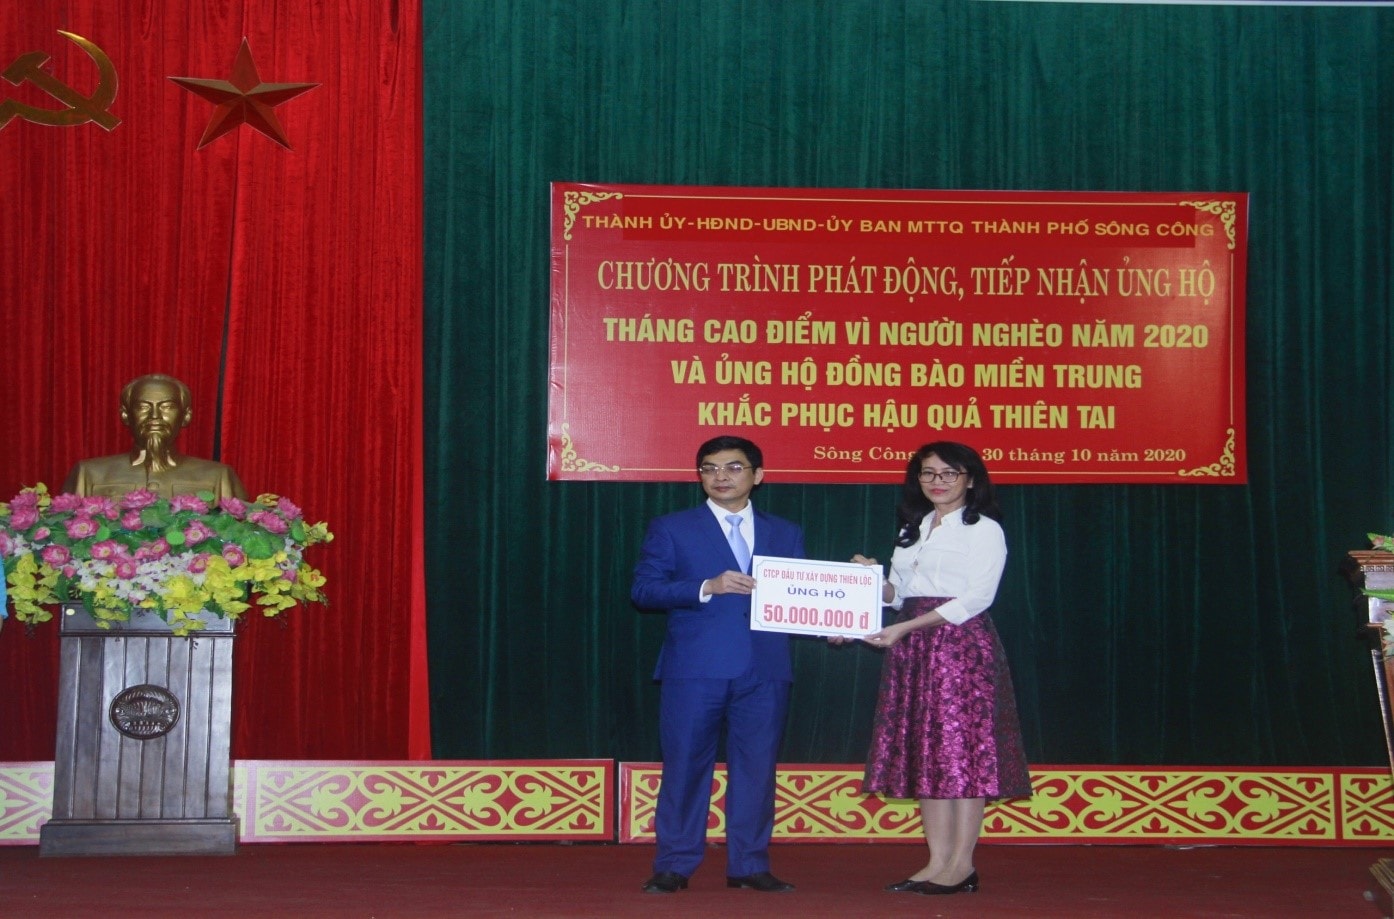 THÀNH ỦY-HĐND-UBND-ỦY BAN MTTQ THÀNH PHỐ SÔNG CÔNG
CHƯƠNG TRÌNH PHÁT ĐỘNG, TIẾP NHẬN ỦNG HỘ
THÁNG CAO ĐIỂM VÌ NGƯỜI NGHÈO NĂM 2020
VÀ ỦNG HỘ ĐỒNG BÀO MIỀN TRUNG
KHẮC PHỤC HẬU QUẢ THIÊN TAI
Sông Công 30 tháng 10 năm 2020
CTCP ĐẦU TƯ XÂY DỰNG THIÊN LỘC
ỦNG HỘ
50.000.000 đ